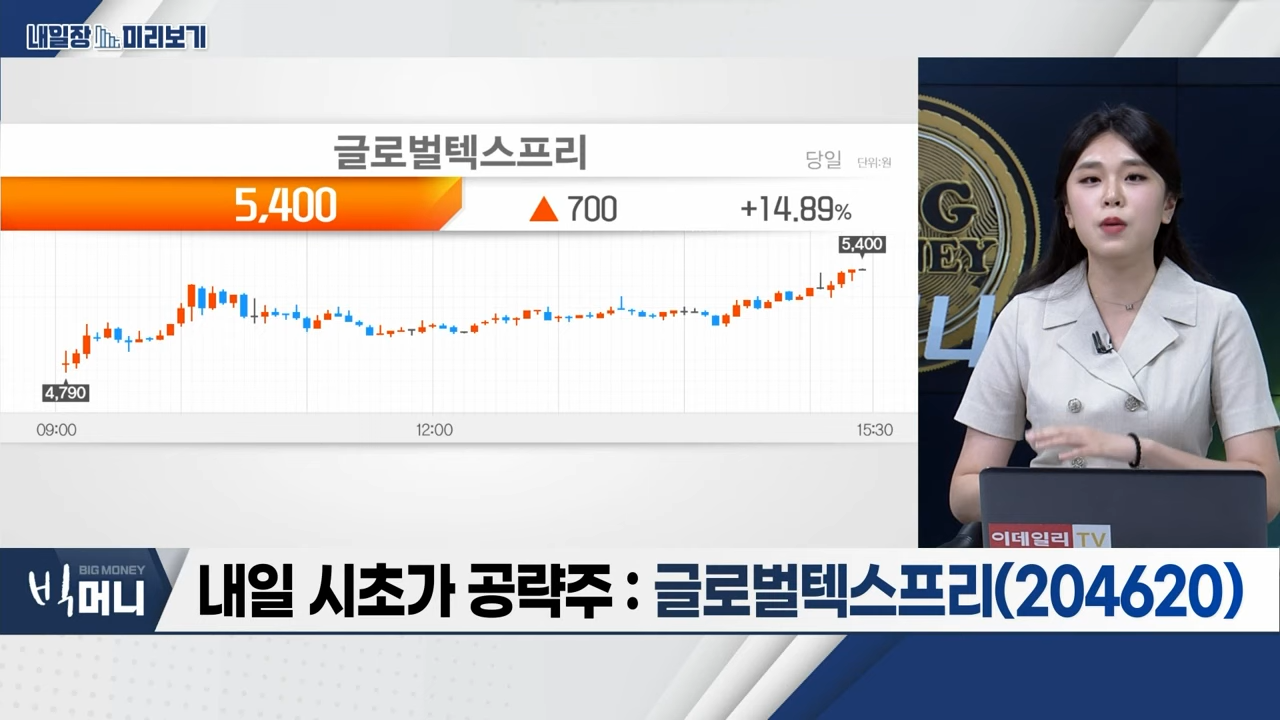 내일장 미리보기
글로벌텍스프리
당일 단위:원
5,400 ▲ 700 +14.89%
5,400
4,790
09:00 12:00 15:30
이데일리 TV
BIG MONEY
빅머니
내일 시초가 공략주 : 글로벌텍스프리(204620)